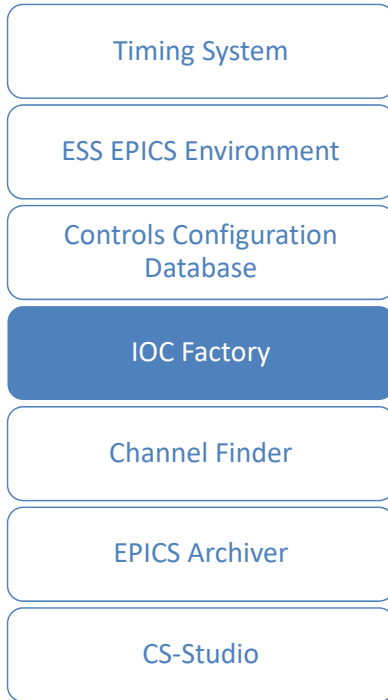 Timing System
ESS EPICS Environment
Controls Configuration
Database
IOC Factory
Channel Finder
EPICS Archiver
CS-Studio